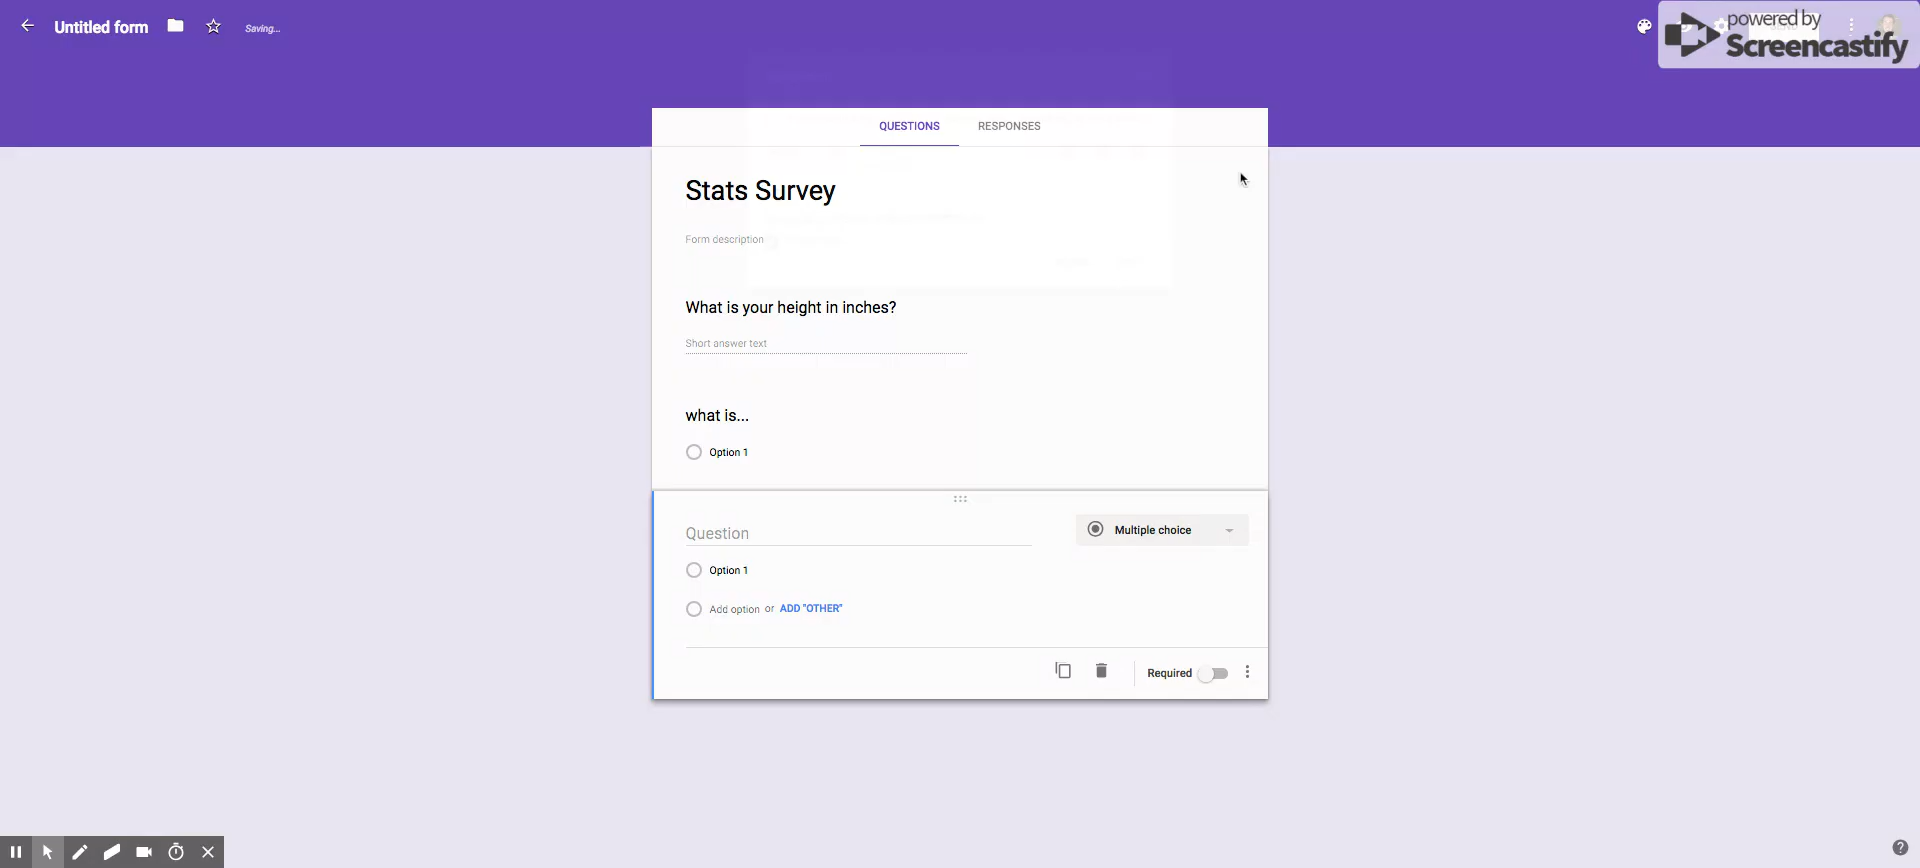 Untitled form
Saving...
powered by
Screencastify
QUESTIONS RESPONSES
Stats Survey
Form description
What is your height in inches?
Short answer text
what is...
Option 1
Question
Multiple choice
Option 1
Add option or ADD "OTHER"
Required